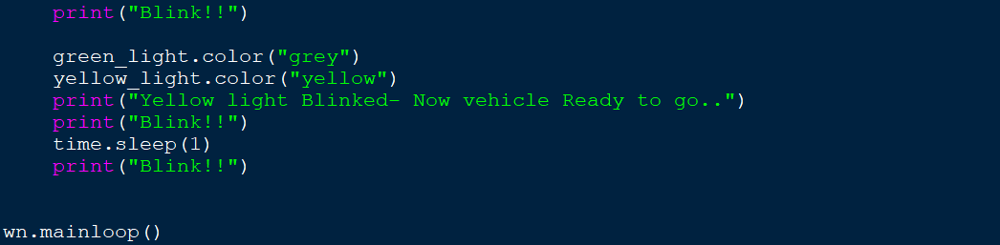 print("Blink!!")
green_light.color("grey")
yellow_light.color("yellow")
print("Yellow light Blinked- Now vehicle Ready to go..")
print("Blink!!")
time.sleep(1)
print("Blink!!")
wn.mainloop()